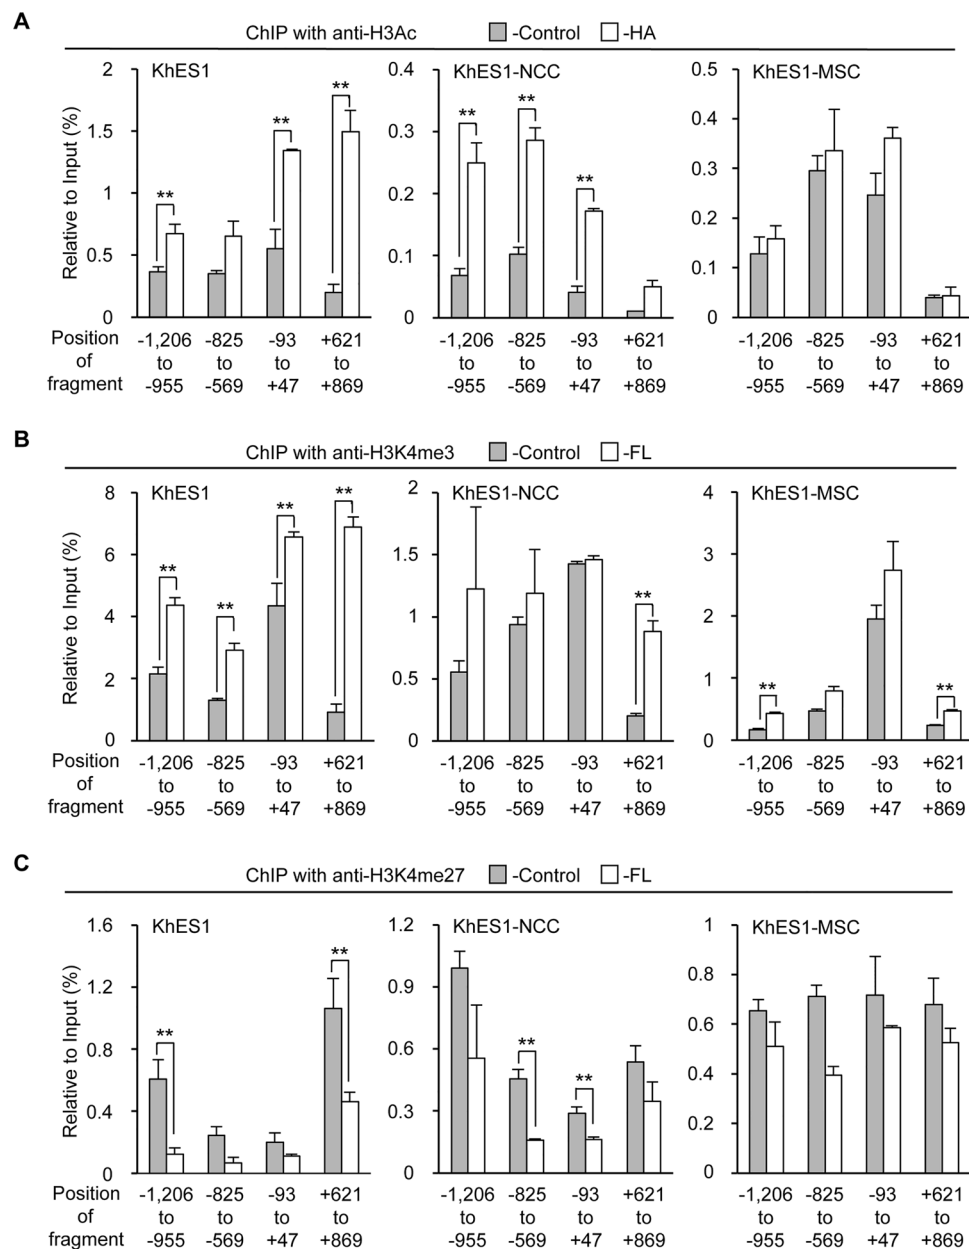 A
ChIP with anti-H3Ac -Control -HA
KhES1 KhES1-NCC KhES1-MSC
Relative to Input (%)
2
1.5
1
0.5
0
0.4
0.3
0.2
0.1
0
0.5
0.4
0.3
0.2
0.1
0
** ** **
** ** **
Position -1,206 -825 -93 +621 -1,206 -825 -93 +621 -1,206 -825 -93 +621
of to to to to to to to to to to to to
fragment -955 -569 +47 +869 -955 -569 +47 +869 -955 -569 +47 +869
B
ChIP with anti-H3K4me3 -Control -FL
KhES1 KhES1-NCC KhES1-MSC
Relative to Input (%)
8
6
4
2
0
2
1.5
1
0.5
0
4
3
2
1
0
** ** ** **
**
** **
Position -1,206 -825 -93 +621 -1,206 -825 -93 +621 -1,206 -825 -93 +621
of to to to to to to to to to to to to
fragment -955 -569 +47 +869 -955 -569 +47 +869 -955 -569 +47 +869
C
ChIP with anti-H3K4me27 -Control -FL
KhES1 KhES1-NCC KhES1-MSC
Relative to Input (%)
1.6
1.2
0.8
0.4
0
1.2
0.9
0.6
0.3
0
1
0.8
0.6
0.4
0.2
0
** **
** **
Position -1,206 -825 -93 +621 -1,206 -825 -93 +621 -1,206 -825 -93 +621
of to to to to to to to to to to to to
fragment -955 -569 +47 +869 -955 -569 +47 +869 -955 -569 +47 +869